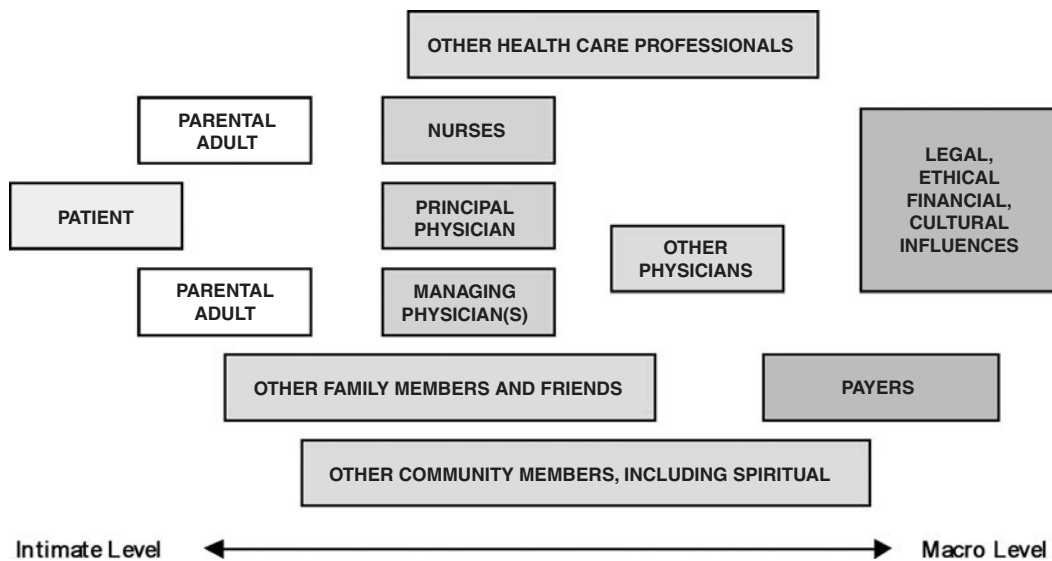 OTHER HEALTH CARE PROFESSIONALS
PARENTAL
ADULT
NURSES
LEGAL,
ETHICAL
FINANCIAL,
CULTURAL
INFLUENCES
PATIENT
PRINCIPAL
PHYSICIAN
OTHER
PHYSICIANS
PARENTAL
ADULT
MANAGING
PHYSICIAN(S)
OTHER FAMILY MEMBERS AND FRIENDS
PAYERS
OTHER COMMUNITY MEMBERS, INCLUDING SPIRITUAL
Intimate Level
Macro Level